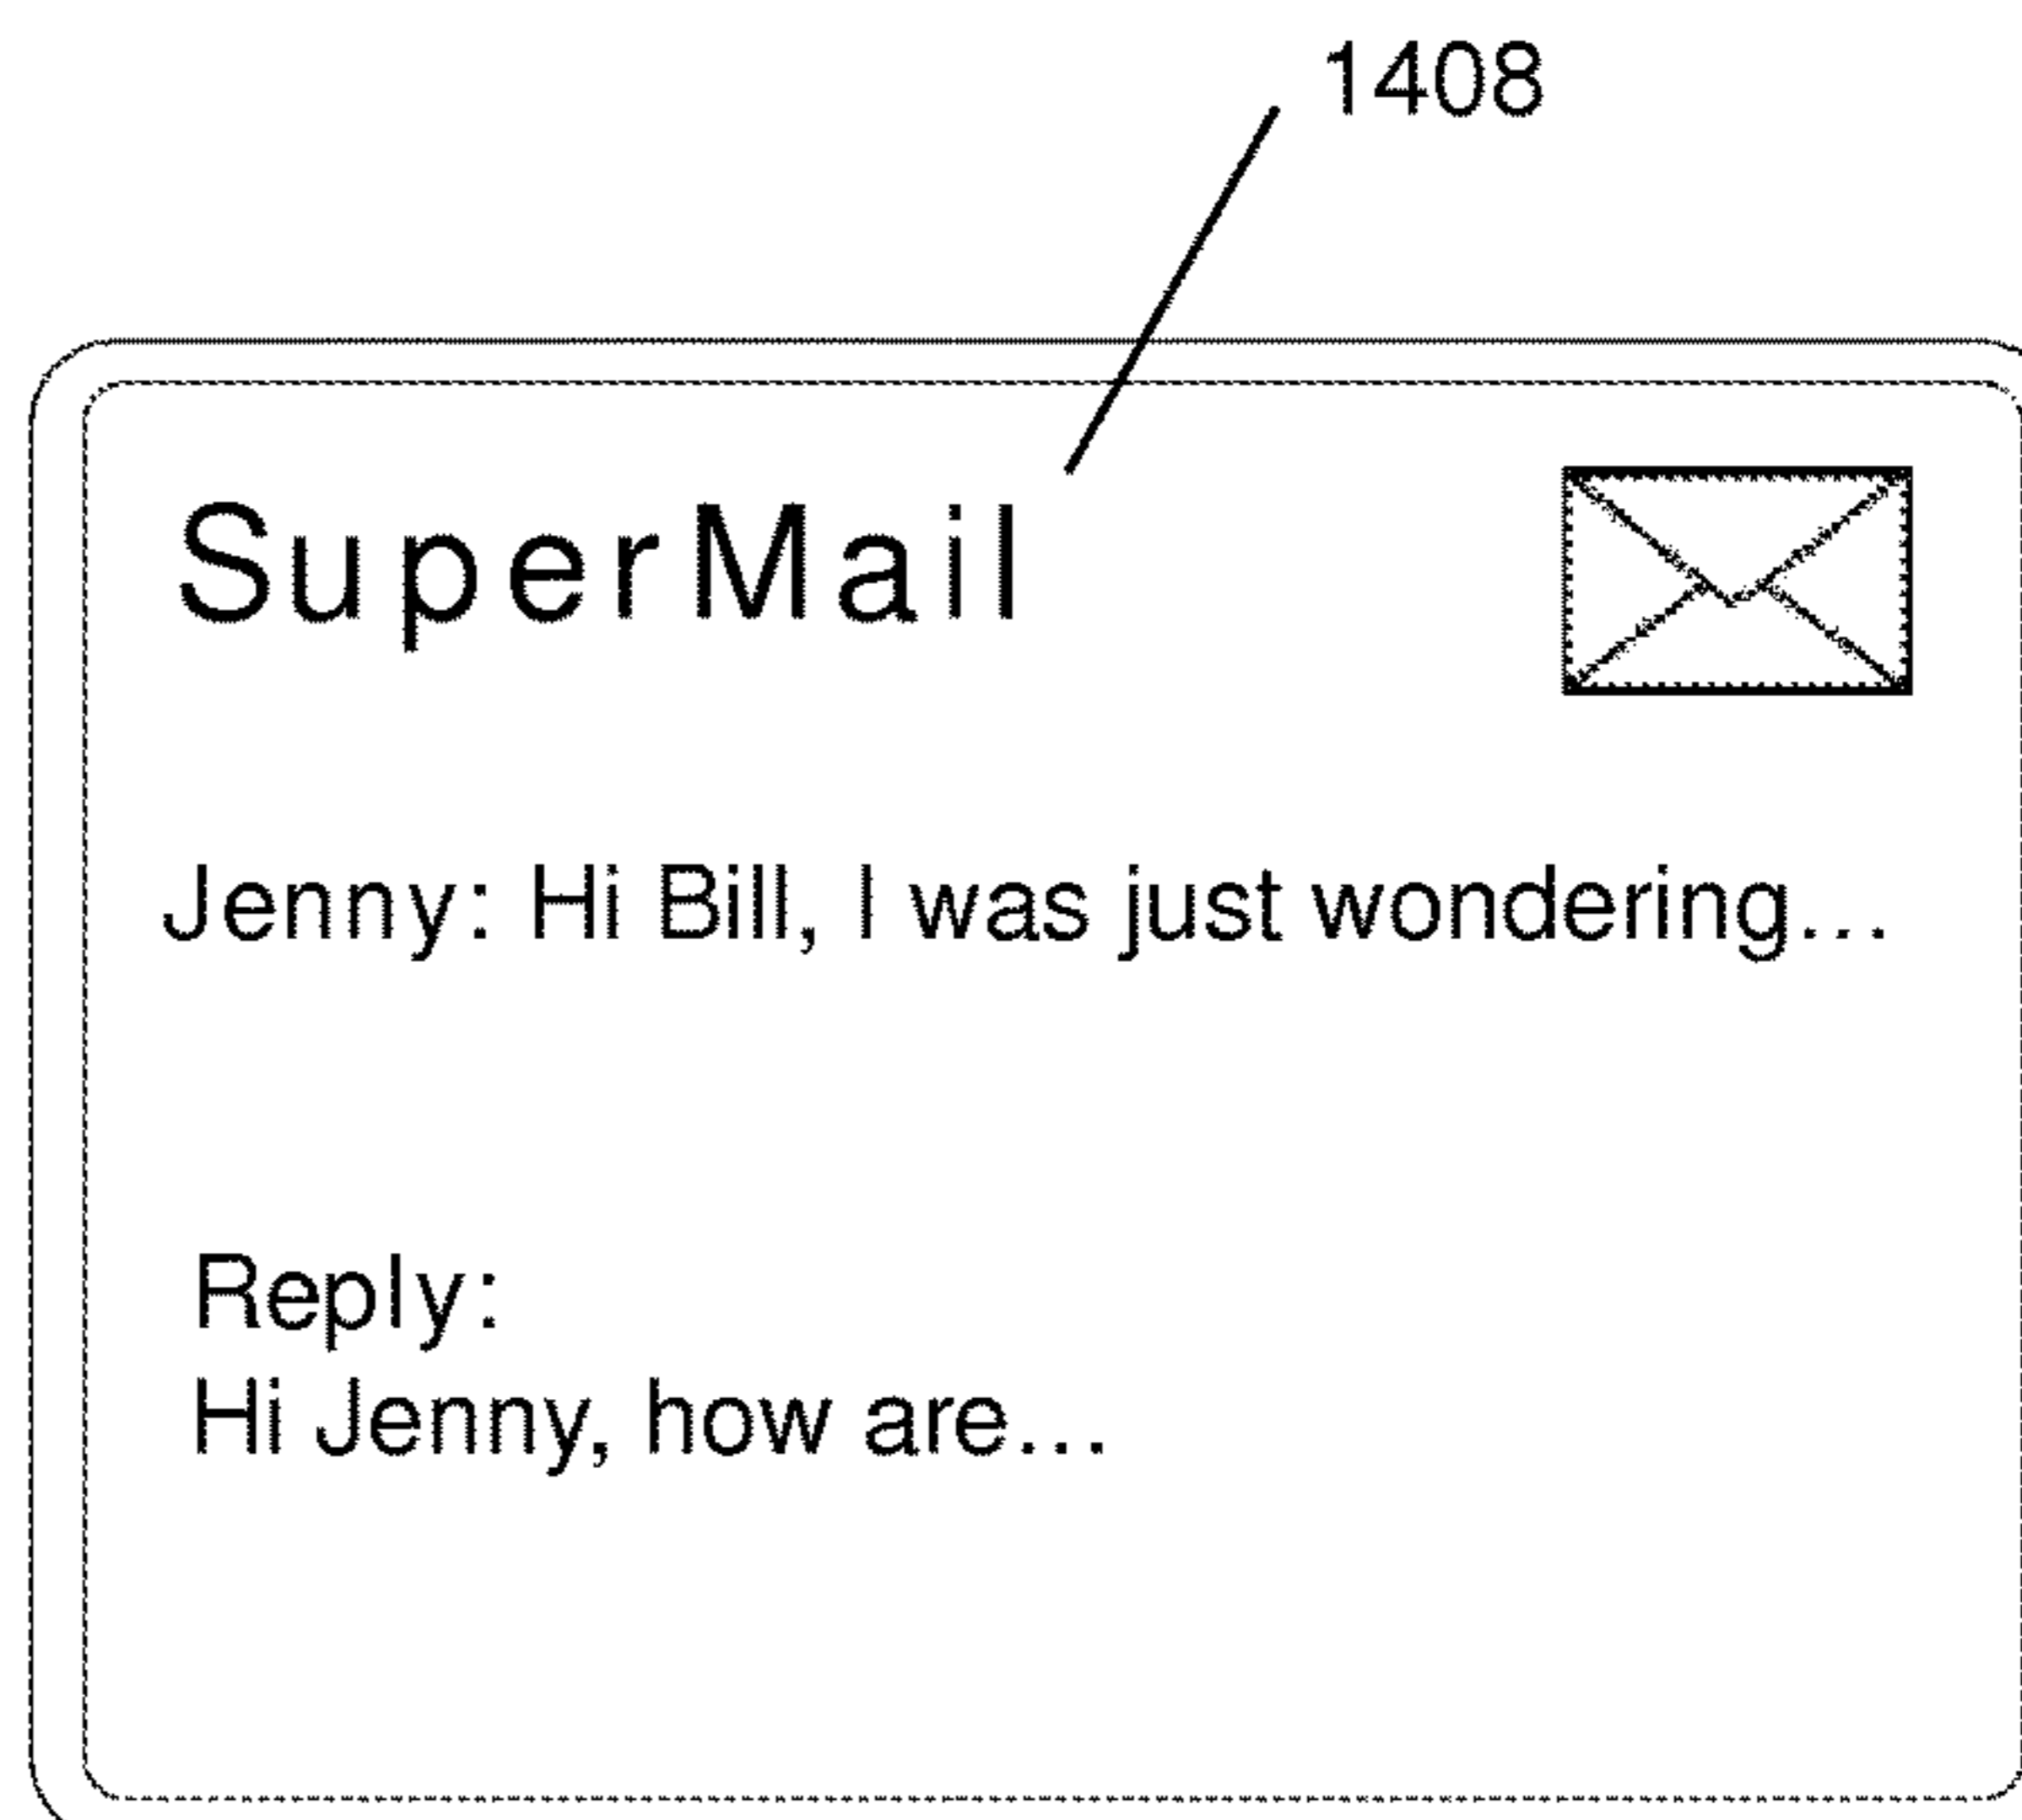 1408
SuperMail
Jenny: Hi Bill, I was just wondering...
Reply:
Hi Jenny, how are...